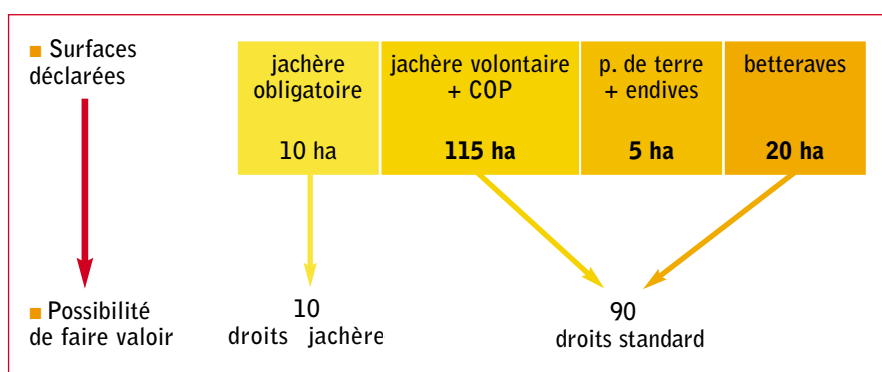 ■ Surfaces
déclarées
jachère
obligatoire
10 ha
jachère volontaire
+ COP
115 ha
p. de terre
+ endives
5 ha
betteraves
20 ha
■ Possibilité
de faire valoir
10
droits jachère
90
droits standard